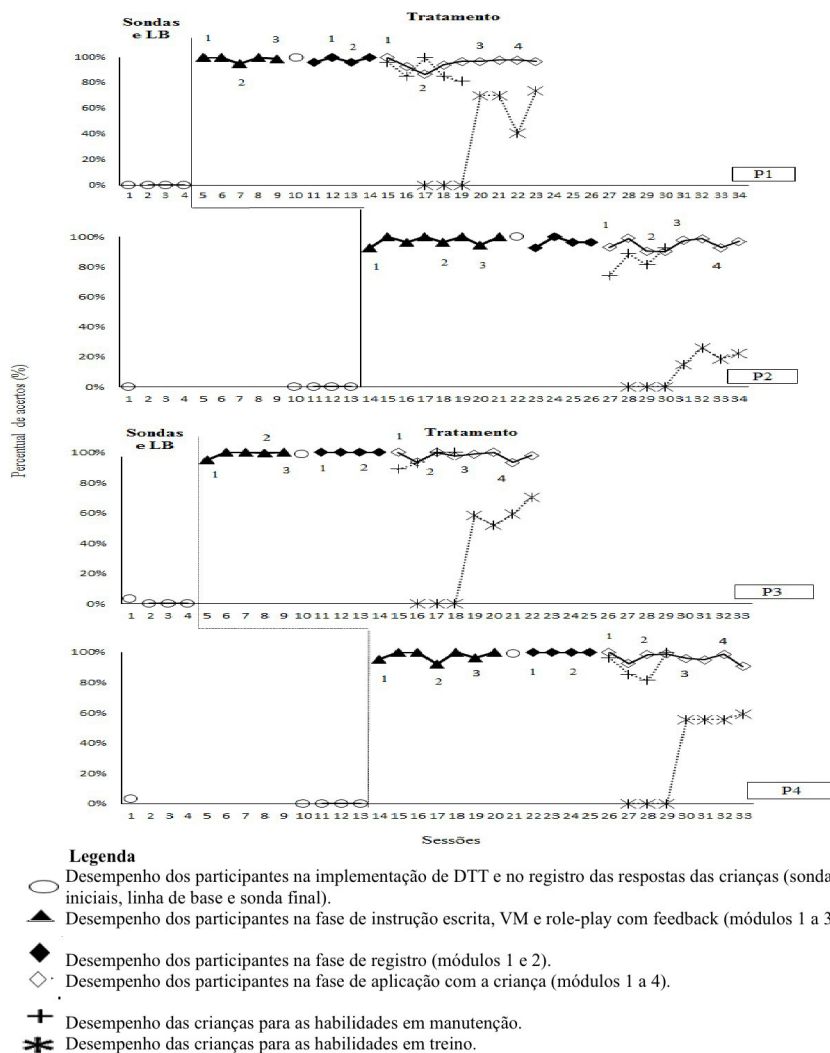 Sondas
e LB
Tratamento
1 3 1 2 1 3 4
2 2
100%
80%
60%
40%
20%
0%
P1
1 2 3 4 5 6 7 8 9 10 11 12 13 14 15 16 17 18 19 20 21 22 23 24 25 26 27 28 29 30 31 32 33 34
1 3
2
100%
80%
60%
40%
20%
0%
1 2 3
4
P2
1 2 3 4 5 6 7 8 9 10 11 12 13 14 15 16 17 18 19 20 21 22 23 24 25 26 27 28 29 30 31 32 33 34
Percentual de acertos (%)
Sondas
e LB
Tratamento
2 1
100%
80%
60%
40%
20%
0%
1 3 1 2 2 3 4
P3
1 2 3 4 5 6 7 8 9 10 11 12 13 14 15 16 17 18 19 20 21 22 23 24 25 26 27 28 29 30 31 32 33
1 2 4
100%
80%
60%
40%
20%
0%
1 2 3 1 2 3
P4
1 2 3 4 5 6 7 8 9 10 11 12 13 14 15 16 17 18 19 20 21 22 23 24 25 26 27 28 29 30 31 32 33
Sessões
Legenda
Desempenho dos participantes na implementação de DTT e no registro das respostas das crianças (sonda
iniciais, linha de base e sonda final).
Desempenho dos participantes na fase de instrução escrita, VM e role-play com feedback (módulos 1 a 3
Desempenho dos participantes na fase de registro (módulos 1 e 2).
Desempenho dos participantes na fase de aplicação com a criança (módulos 1 a 4).
Desempenho das crianças para as habilidades em manutenção.
Desempenho das crianças para as habilidades em treino.